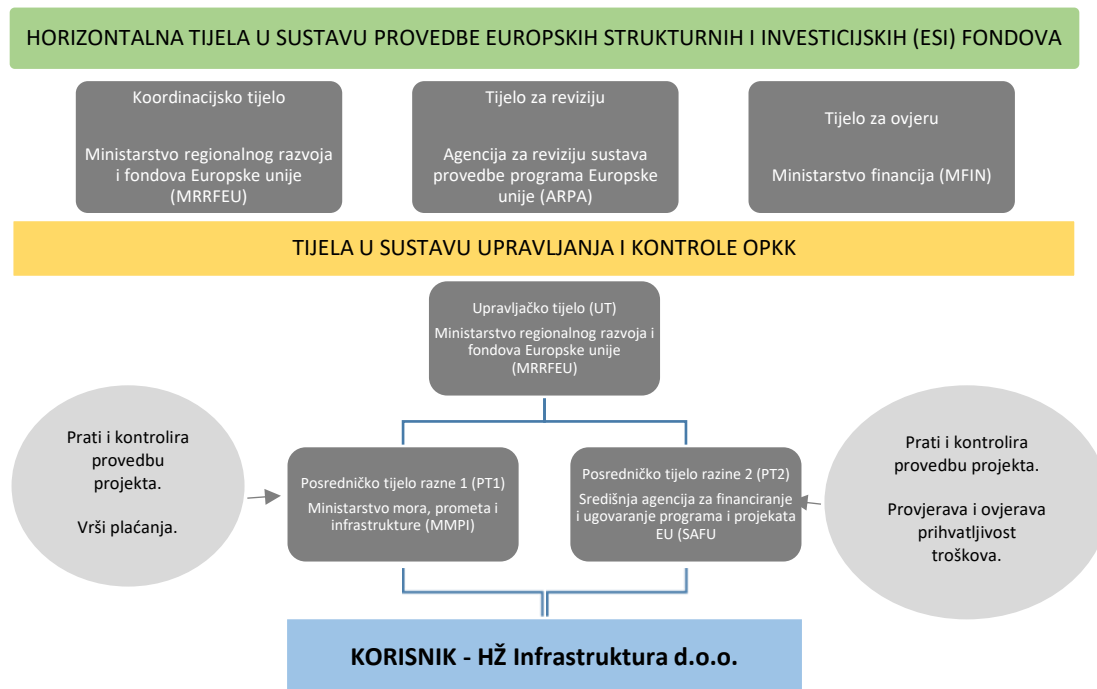 HORIZONTALNA TIJELA U SUSTAVU PROVEDBE EUROPSKIH STRUKTURNIH I INVESTICIJSKIH (ESI) FONDOVA
Koordinacijsko tijelo
Ministarstvo regionalnog razvoja
i fondova Europske unije
(MRRFEU)
Tijelo za reviziju
Agencija za reviziju sustava
provedbe programa Europske
unije (ARPA)
Tijelo za ovjeru
Ministarstvo financija (MFIN)
TIJELA U SUSTAVU UPRAVLJANJA I KONTROLE OPKK
Upravljačko tijelo (UT)
Ministarstvo regionalnog razvoja i
fondova Europske unije
(MRRFEU)
Prati i kontrolira
provedbu
projekta.
Vrši plaćanja.
Posredničko tijelo razne 1 (PT1)
Ministarstvo mora, prometa i
infrastrukture (MMPI)
Posredničko tijelo razine 2 (PT2)
Središnja agencija za financiranje
i ugovaranje programa i projekata
EU (SAFU
Prati i kontrolira
provedbu projekta.
Provjerava i ovjerava
prihvatljivost
troškova.
KORISNIK - HŽ Infrastruktura d.o.o.